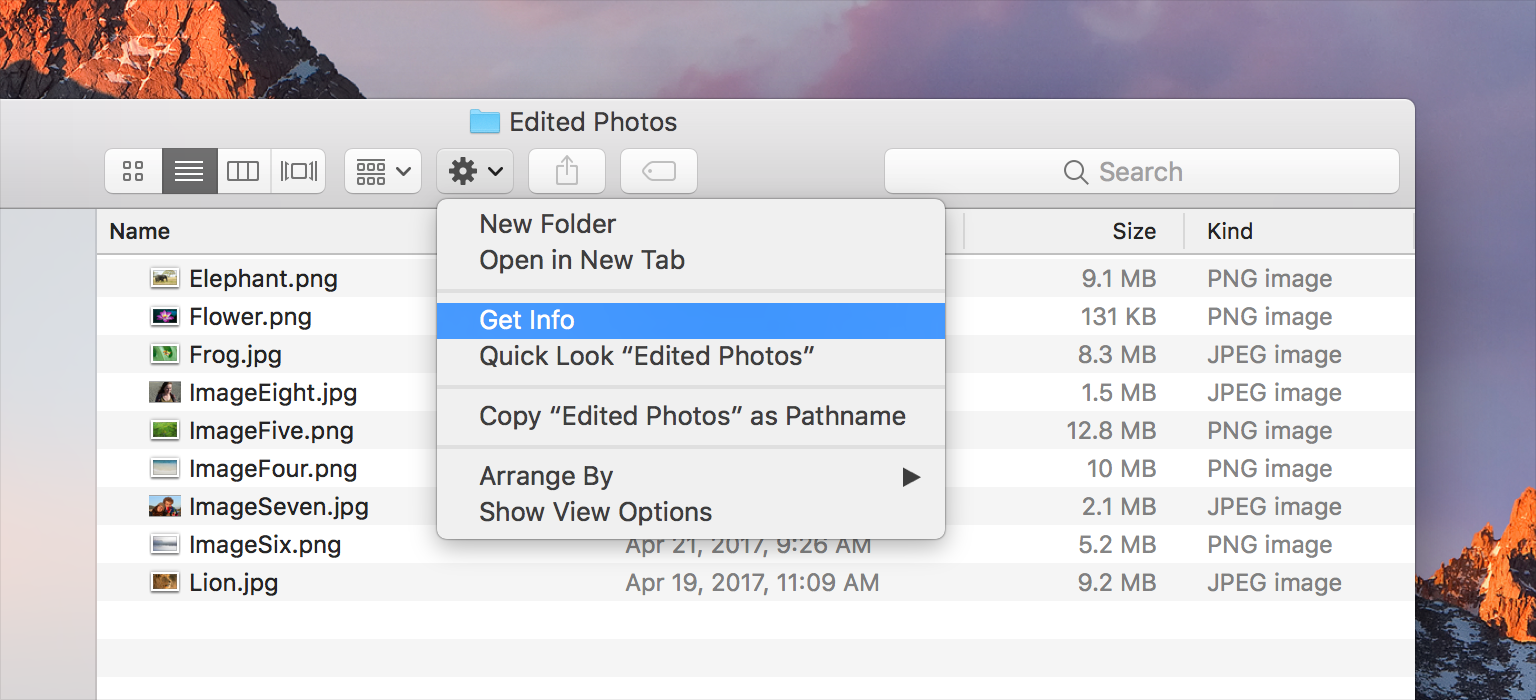 Edited Photos
Search
Name Size Kind
New Folder
Open in New Tab
Get Info
Quick Look “Edited Photos”
Copy “Edited Photos” as Pathname
Arrange By
Show View Options
Elephant.png 9.1 MB PNG image
Flower.png 131 KB PNG image
Frog.jpg 8.3 MB JPEG image
ImageEight.jpg 1.5 MB JPEG image
ImageFive.png 12.8 MB PNG image
ImageFour.png 10 MB PNG image
ImageSeven.jpg 2.1 MB JPEG image
ImageSix.png Apr 21, 2017, 9:26 AM 5.2 MB PNG image
Lion.jpg Apr 19, 2017, 11:09 AM 9.2 MB JPEG image